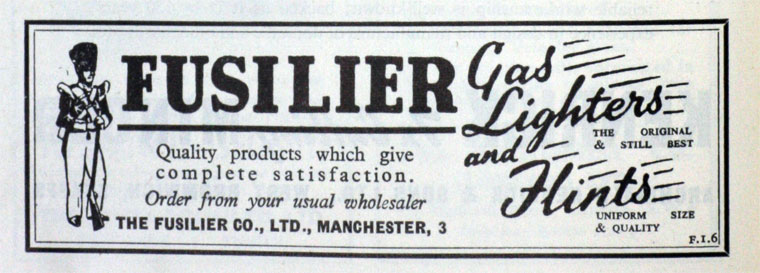 FUSILIER
Quality products which give
complete satisfaction.
Order from your usual wholesaler
THE FUSILIER CO., LTD., MANCHESTER, 3
Gas
Lighters
THE ORIGINAL
& STILL BEST
and
Flints
UNIFORM SIZE
& QUALITY
F.1.6